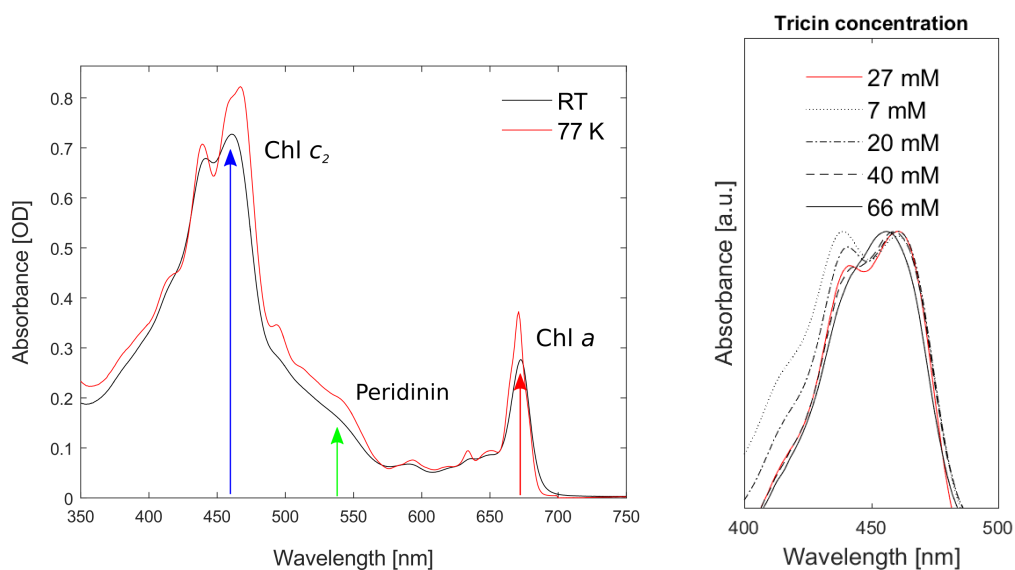 Absorbance [OD]
0.8
0.7
0.6
0.5
0.4
0.3
0.2
0.1
0
350 400 450 500 550 600 650 700 750
Wavelength [nm]
RT
77 K
Chl c₂
Peridinin
Chl a
Tricin concentration
27 mM
7 mM
20 mM
40 mM
66 mM
Absorbance [a.u.]
400 450 500
Wavelength [nm]